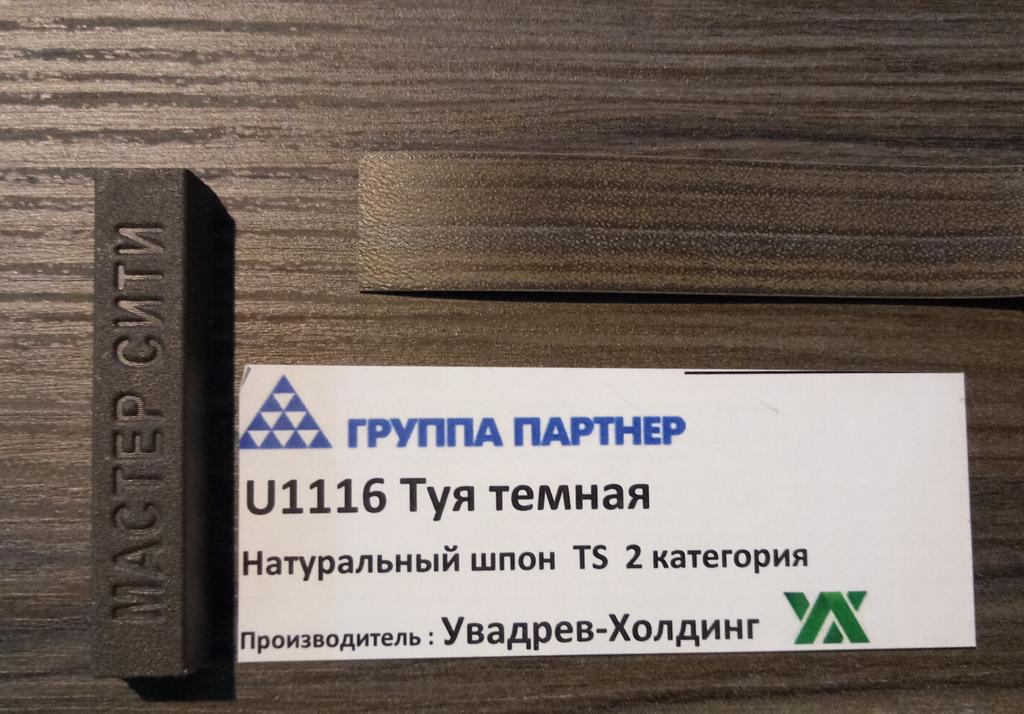 МАСТЕР СИТИ
ГРУППА ПАРТНЕР
U1116 Туя темная
Натуральный шпон TS 2 категория
Производитель : Увадрев-Холдинг